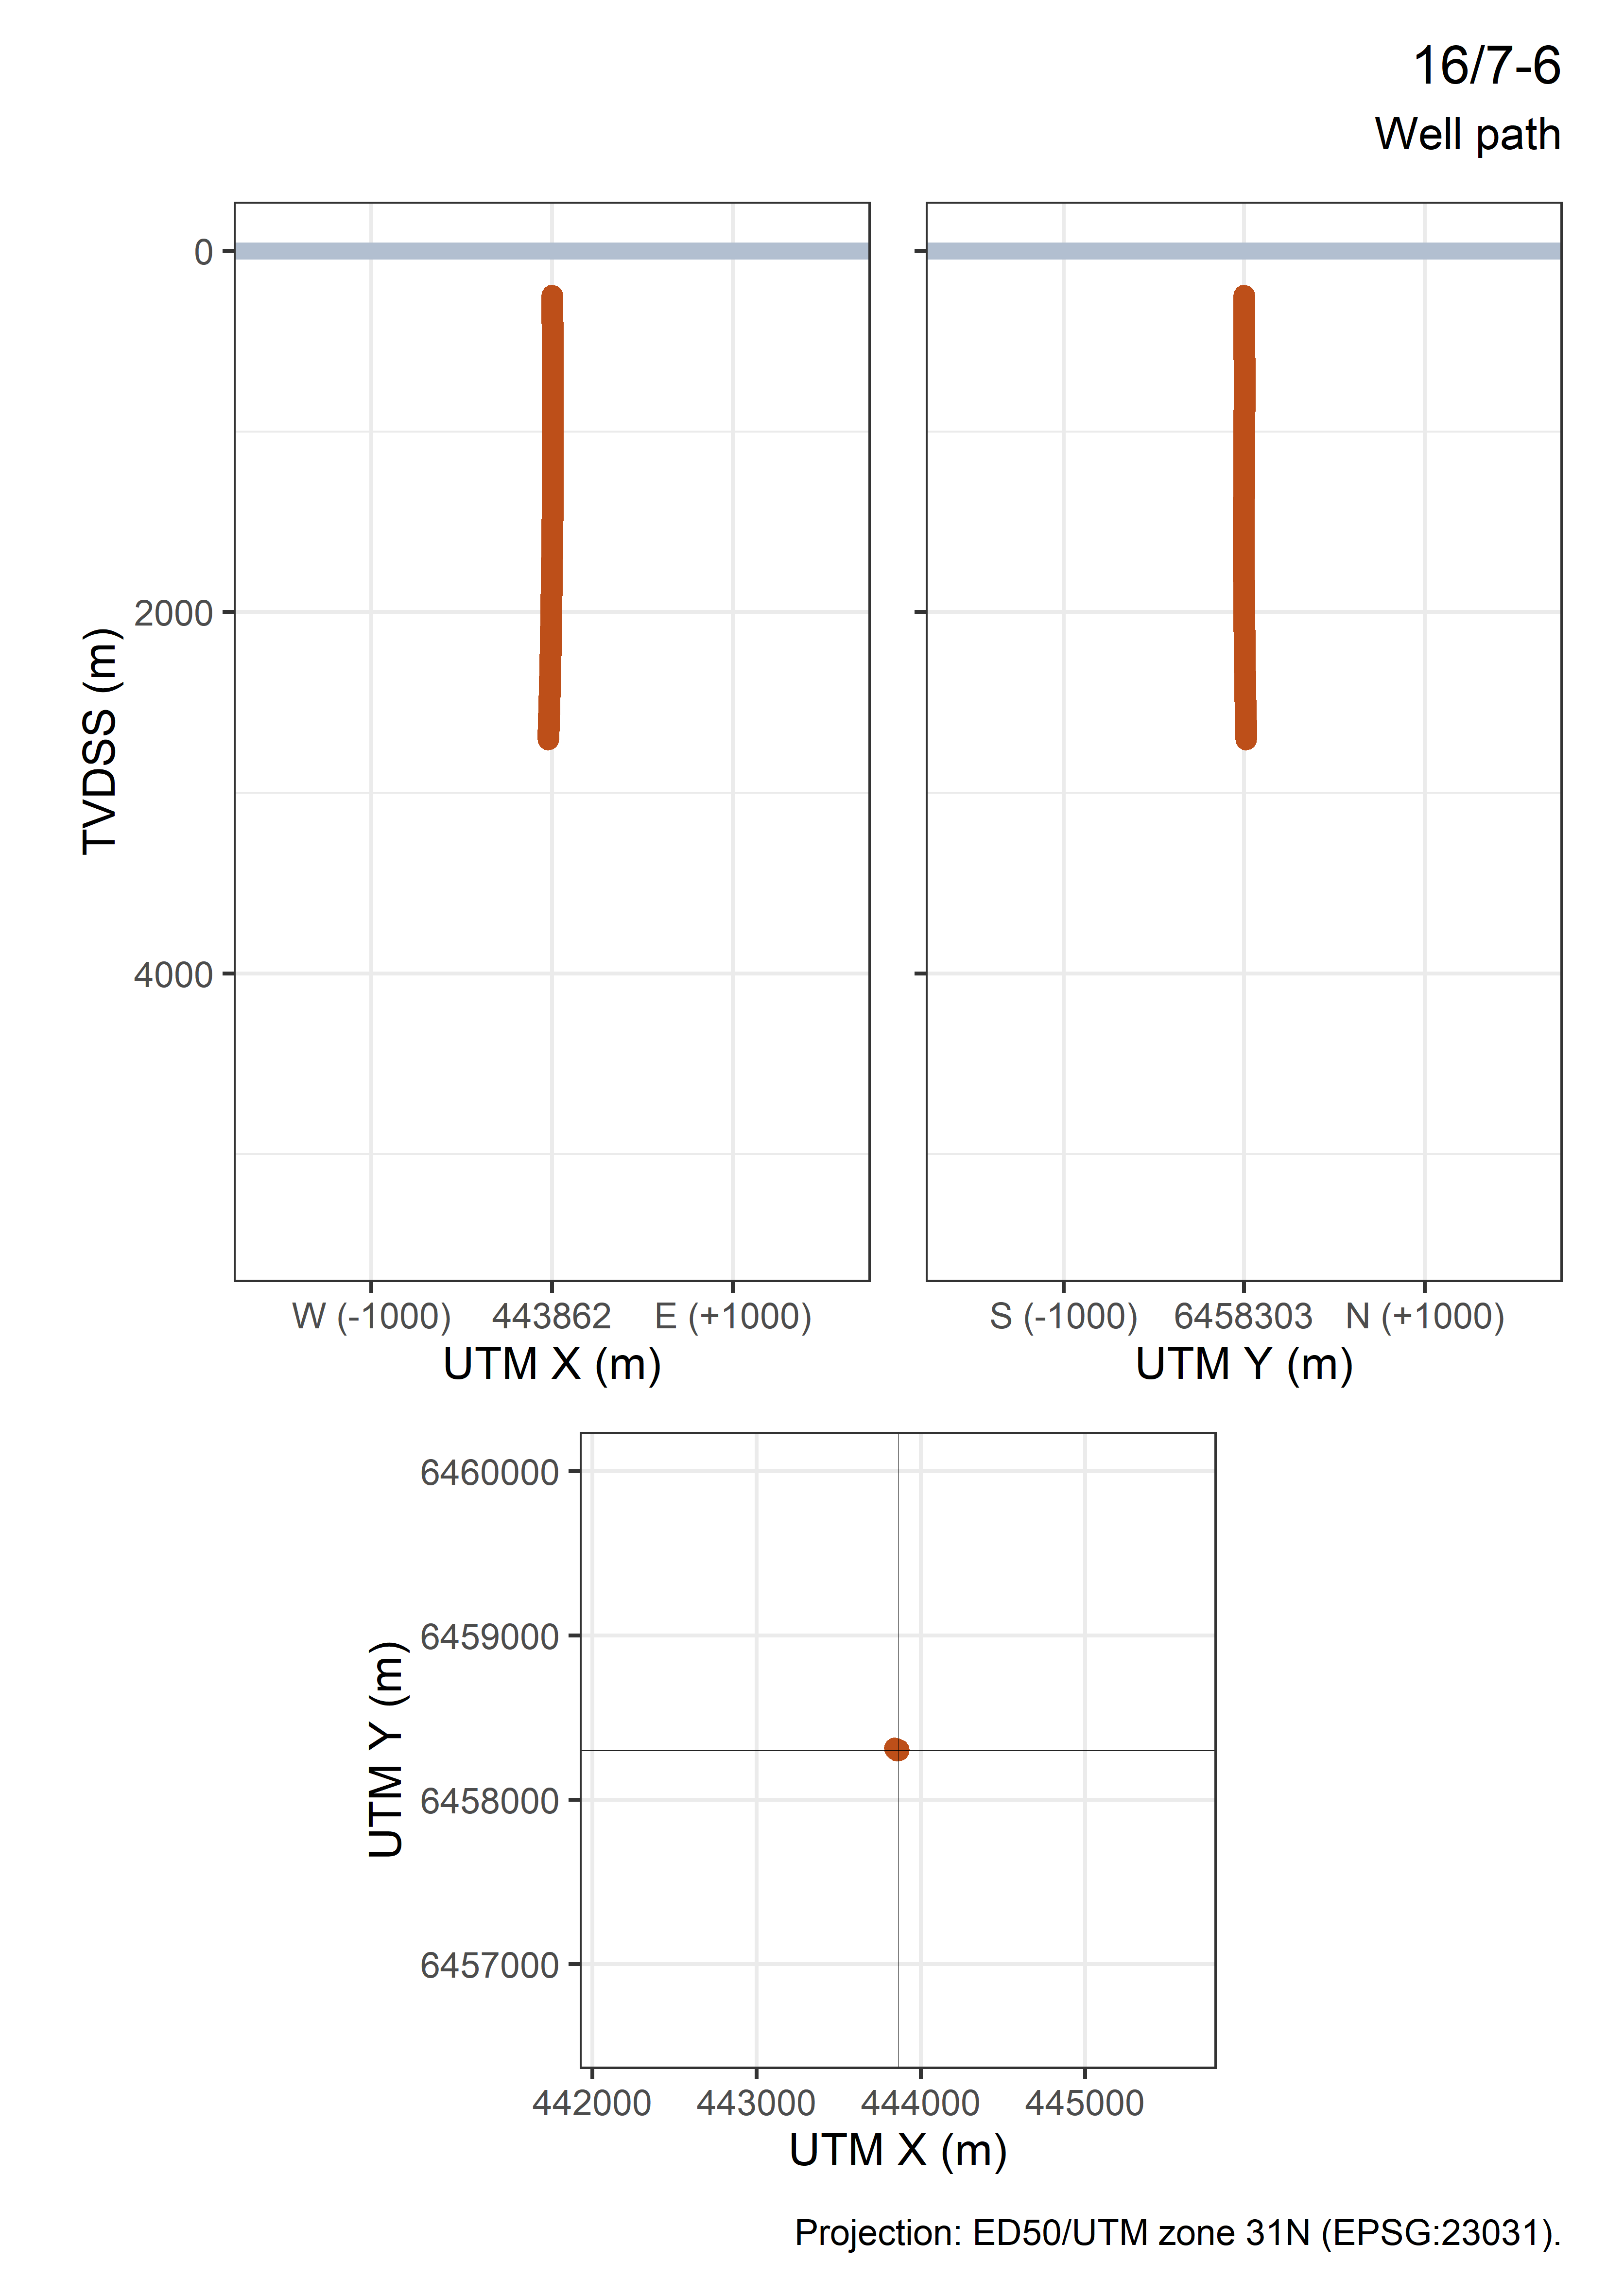 16/7-6
Well path
TVDSS (m)
0
2000
4000
W (-1000) 443862 E (+1000)
UTM X (m)
S (-1000) 6458303 N (+1000)
UTM Y (m)
UTM Y (m)
6460000
6459000
6458000
6457000
442000 443000 444000 445000
UTM X (m)
Projection: ED50/UTM zone 31N (EPSG:23031).